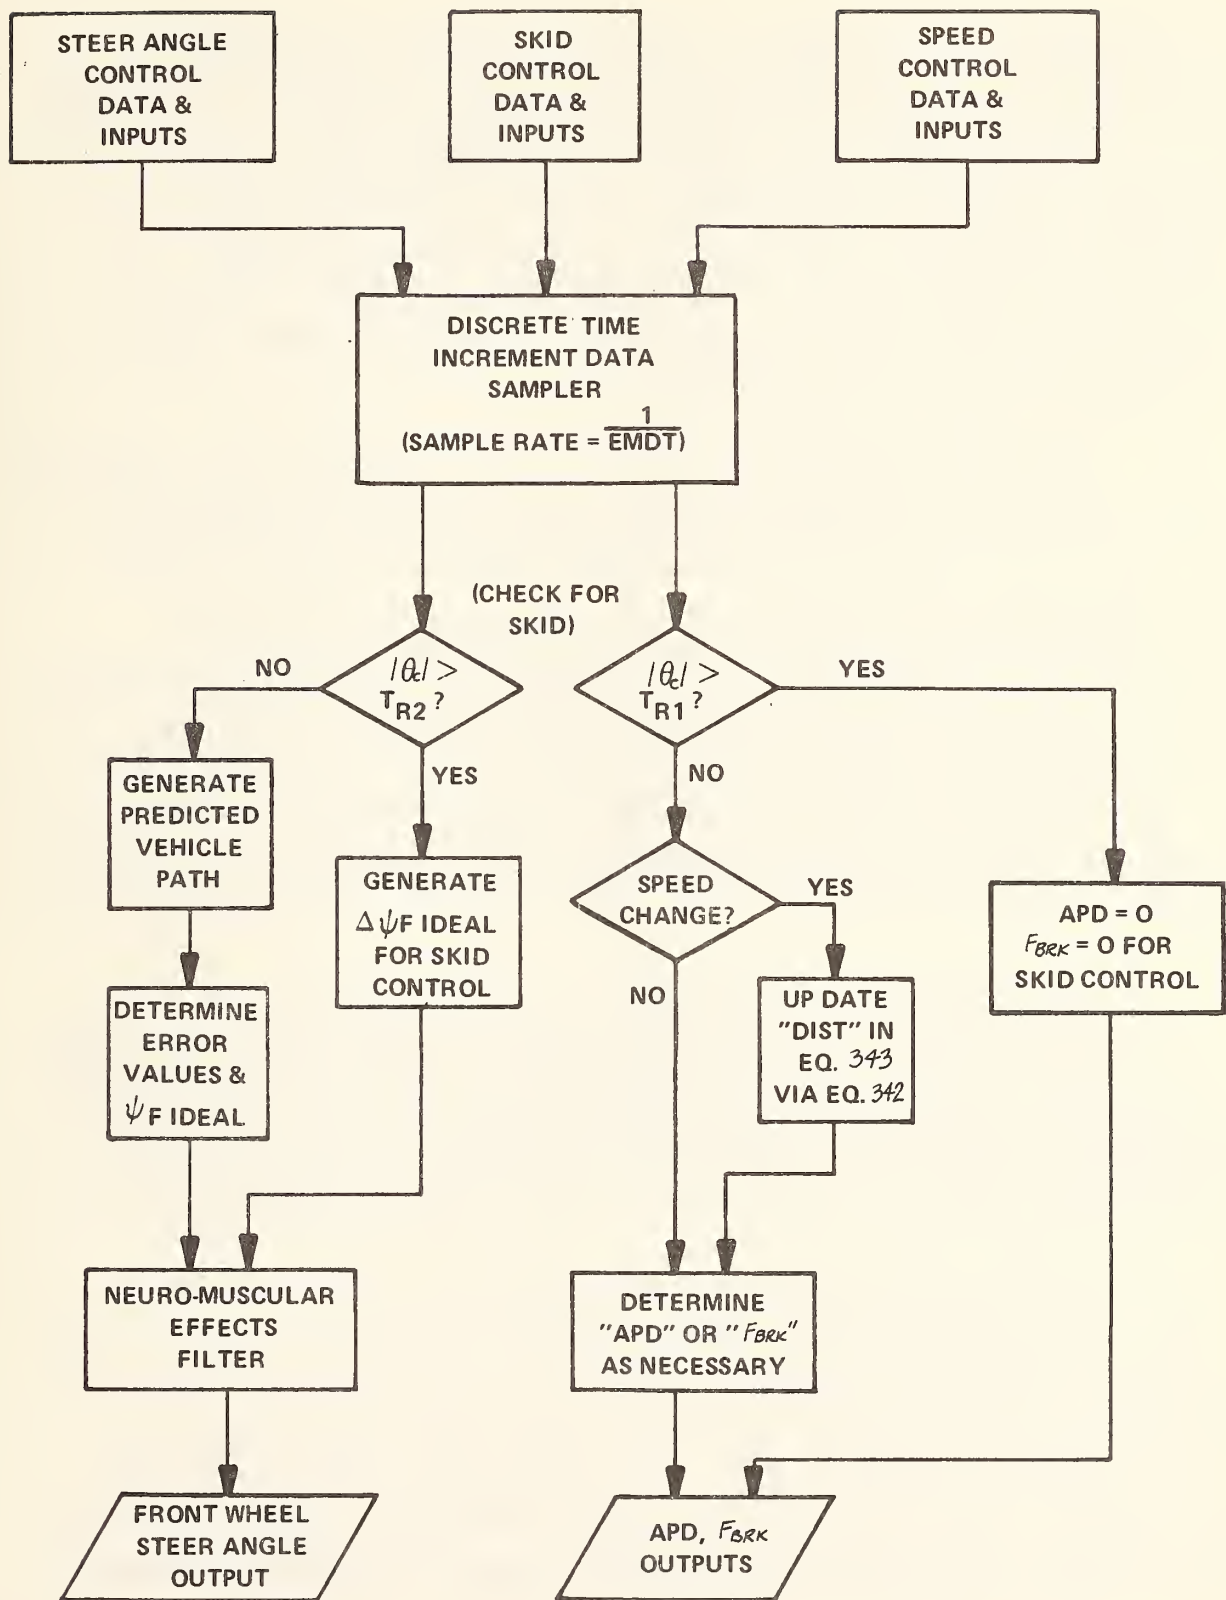 STEER ANGLE
CONTROL
DATA &
INPUTS
SKID
CONTROL
DATA &
INPUTS
SPEED
CONTROL
DATA &
INPUTS
DISCRETE TIME
INCREMENT DATA
SAMPLER
(SAMPLE RATE = 1/EMDT)
(CHECK FOR
SKID)
NO
|θc| >
TR2 ?
YES
|θc| >
TR1 ?
YES
NO
GENERATE
PREDICTED
VEHICLE
PATH
GENERATE
ΔψF IDEAL
FOR SKID
CONTROL
SPEED
CHANGE?
YES
NO
APD = O
FBRK = O FOR
SKID CONTROL
DETERMINE
ERROR
VALUES &
ψF IDEAL
UP DATE
"DIST" IN
EQ. 343
VIA EQ. 342
NEURO-MUSCULAR
EFFECTS
FILTER
DETERMINE
"APD" OR "FBRK"
AS NECESSARY
FRONT WHEEL
STEER ANGLE
OUTPUT
APD, FBRK
OUTPUTS